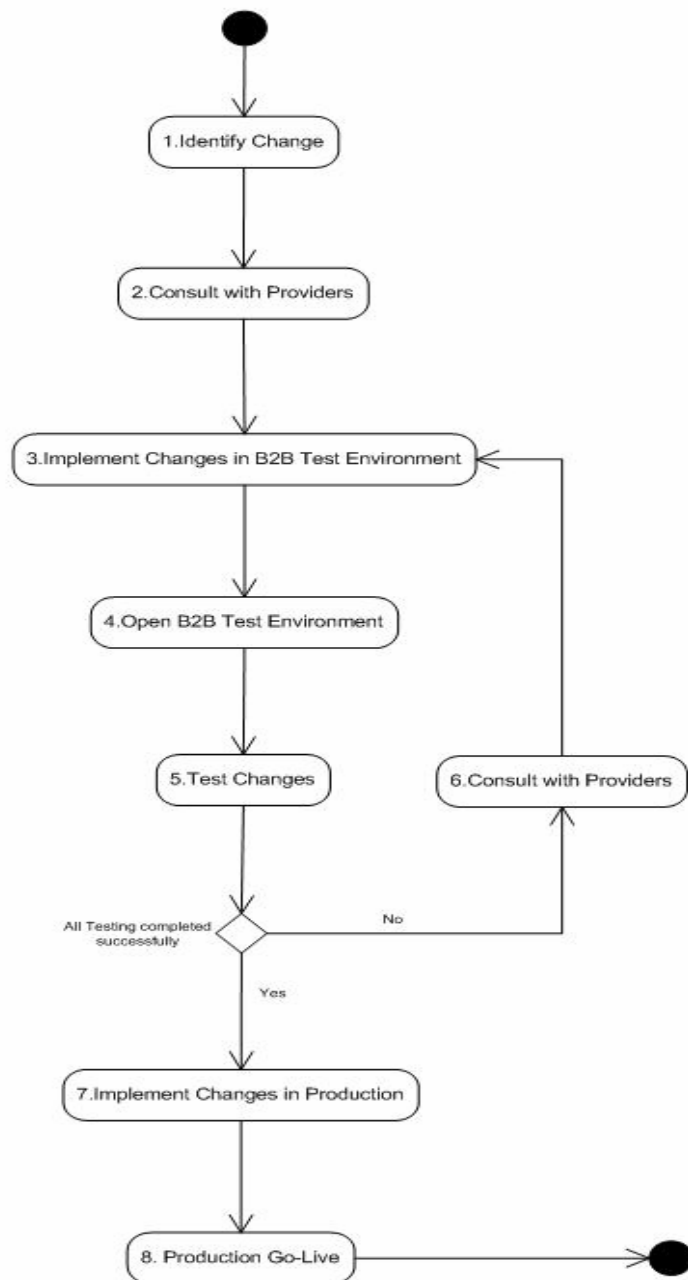 1.Identify Change
2.Consult with Providers
3.Implement Changes in B2B Test Environment
4.Open B2B Test Environment
5.Test Changes
6.Consult with Providers
All Testing completed
successfully
No
Yes
7.Implement Changes in Production
8. Production Go-Live